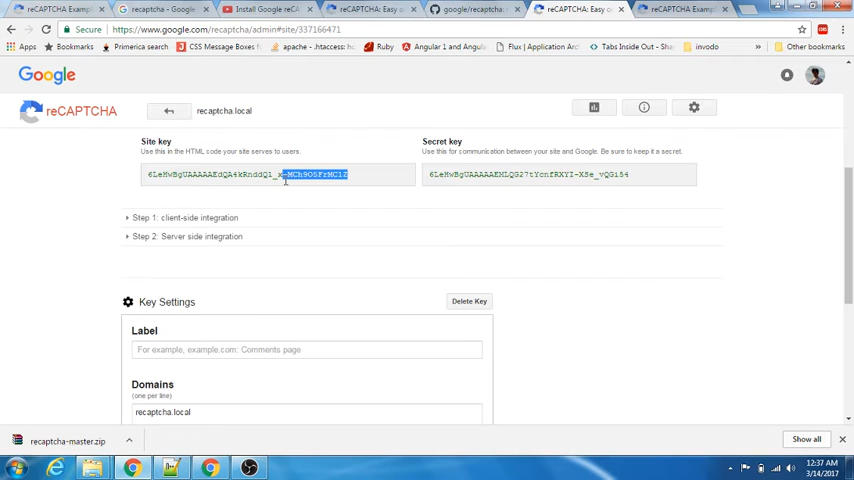 reCAPTCHA Exampl
recaptcha - Google
Install Google reCA
reCAPTCHA: Easy o
google/recaptcha:
reCAPTCHA: Easy o
reCAPTCHA Exampl
Secure https://www.google.com/recaptcha/admin#site/337166471
Apps
Bookmarks
Primerica search
CSS Message Boxes
apache - .htaccess: h
Ruby
Angular 1 and Angul
Flux | Application Arc
Tabs Inside Out - Sha
invodo
»
Other bookmarks
Google
reCAPTCHA
recaptcha.local
Site key
Use this in the HTML code your site serves to users.
Secret key
Use this for communication between your site and Google. Be sure to keep it a secret.
Step 1: client-side integration
Step 2: Server side integration
Key Settings
Delete Key
Label
For example, example.com: Comments page
Domains
(one per line)
recaptcha.local
recaptcha-master.zip
Show all
12:37 AM
3/14/2017